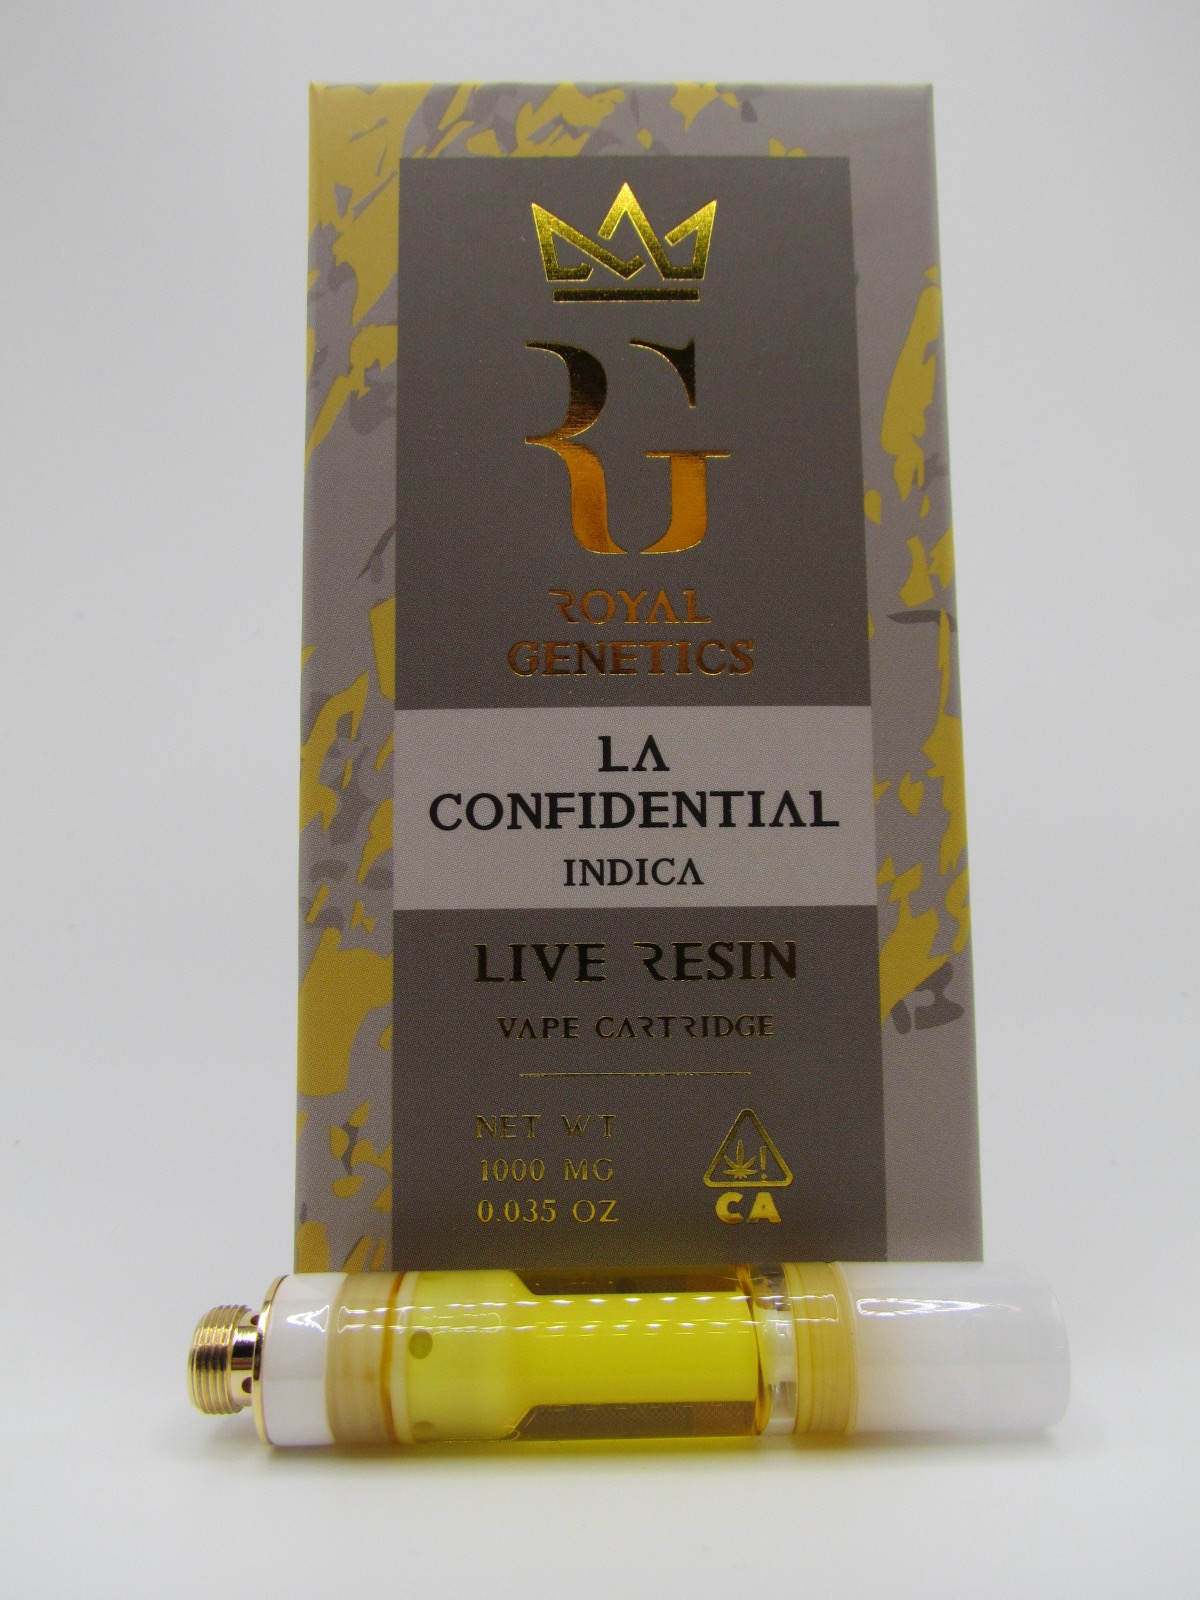 RG
ROYAL
GENETICS
LA
CONFIDENTIAL
INDICA
LIVE RESIN
VAPE CARTRIDGE
NET WT
1000 MG
0.035 OZ
!
CA